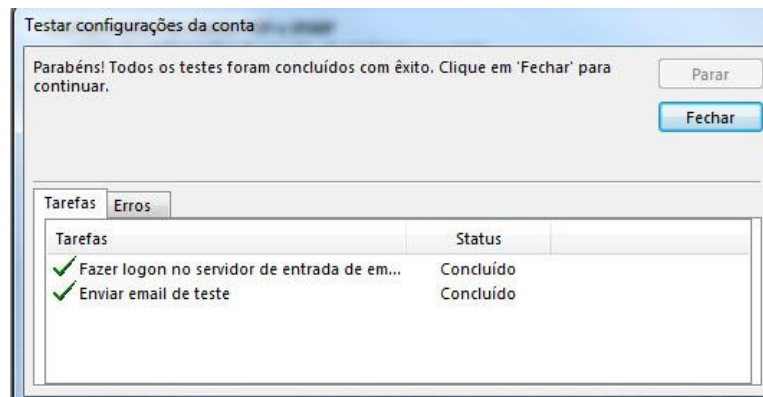 Testar configurações da conta
Parabéns! Todos os testes foram concluídos com êxito. Clique em 'Fechar' para
continuar.
Parar
Fechar
Tarefas Erros
Tarefas Status
Fazer logon no servidor de entrada de em... Concluído
Enviar email de teste Concluído